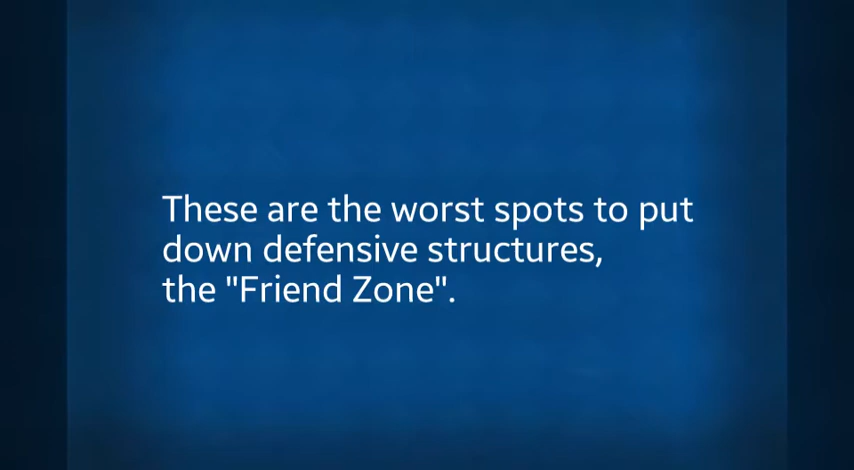 These are the worst spots to put
down defensive structures,
the "Friend Zone".